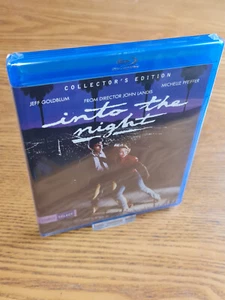 COLLECTOR'S EDITION
JEFF GOLDBLUM
FROM DIRECTOR JOHN LANDIS
MICHELLE PFEIFFER
into the
night